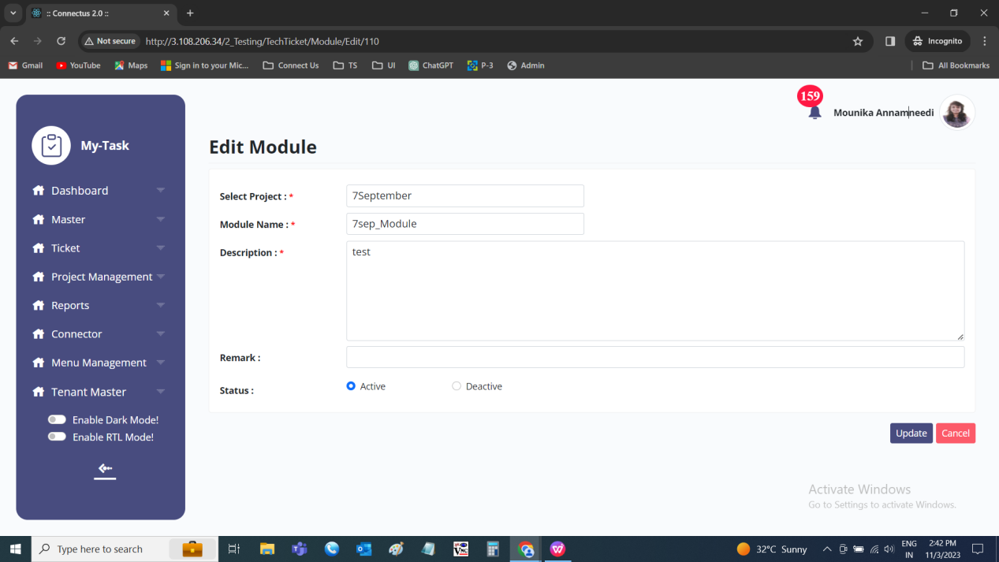 :: Connectus 2.0 ::
Not secure http://3.108.206.34/2_Testing/TechTicket/Module/Edit/110 Incognito
Gmail YouTube Maps Sign in to your Mic... Connect Us TS UI ChatGPT P-3 Admin All Bookmarks
159
Mounika Annamneedi
My-Task
Dashboard
Master
Ticket
Project Management
Reports
Connector
Menu Management
Tenant Master
Enable Dark Mode!
Enable RTL Mode!
Edit Module
Select Project : * 7September
Module Name : * 7sep_Module
Description : * test
Remark :
Status : Active Deactive
Update Cancel
Activate Windows
Go to Settings to activate Windows.
Type here to search
32°C Sunny
ENG
IN
2:42 PM
11/3/2023